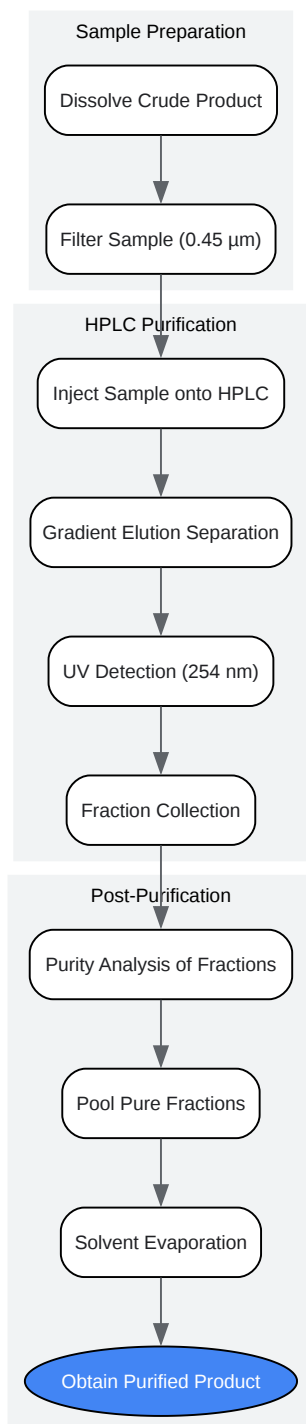 Sample Preparation
Dissolve Crude Product
Filter Sample (0.45 µm)
HPLC Purification
Inject Sample onto HPLC
Gradient Elution Separation
UV Detection (254 nm)
Fraction Collection
Post-Purification
Purity Analysis of Fractions
Pool Pure Fractions
Solvent Evaporation
Obtain Purified Product